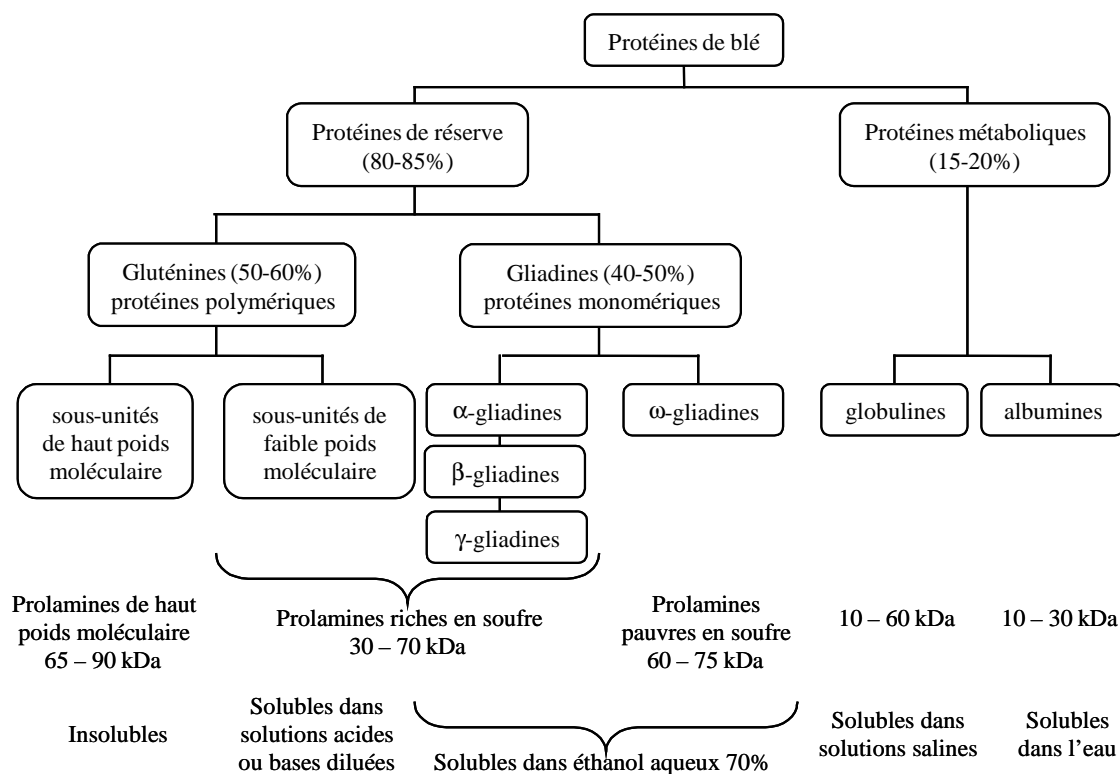 Protéines de blé
Protéines de réserve
(80-85%)
Protéines métaboliques
(15-20%)
Gluténines (50-60%)
protéines polymériques
Gliadines (40-50%)
protéines monomériques
sous-unités
de haut poids
moléculaire
sous-unités de
faible poids
moléculaire
α-gliadines
β-gliadines
γ-gliadines
ω-gliadines
globulines
albumines
Prolamines de haut
poids moléculaire
65 – 90 kDa
Prolamines riches en soufre
30 – 70 kDa
Prolamines
pauvres en soufre
60 – 75 kDa
10 – 60 kDa
10 – 30 kDa
Insolubles
Solubles dans
solutions acides
ou bases diluées
Solubles dans éthanol aqueux 70%
Solubles dans
solutions salines
Solubles
dans l'eau